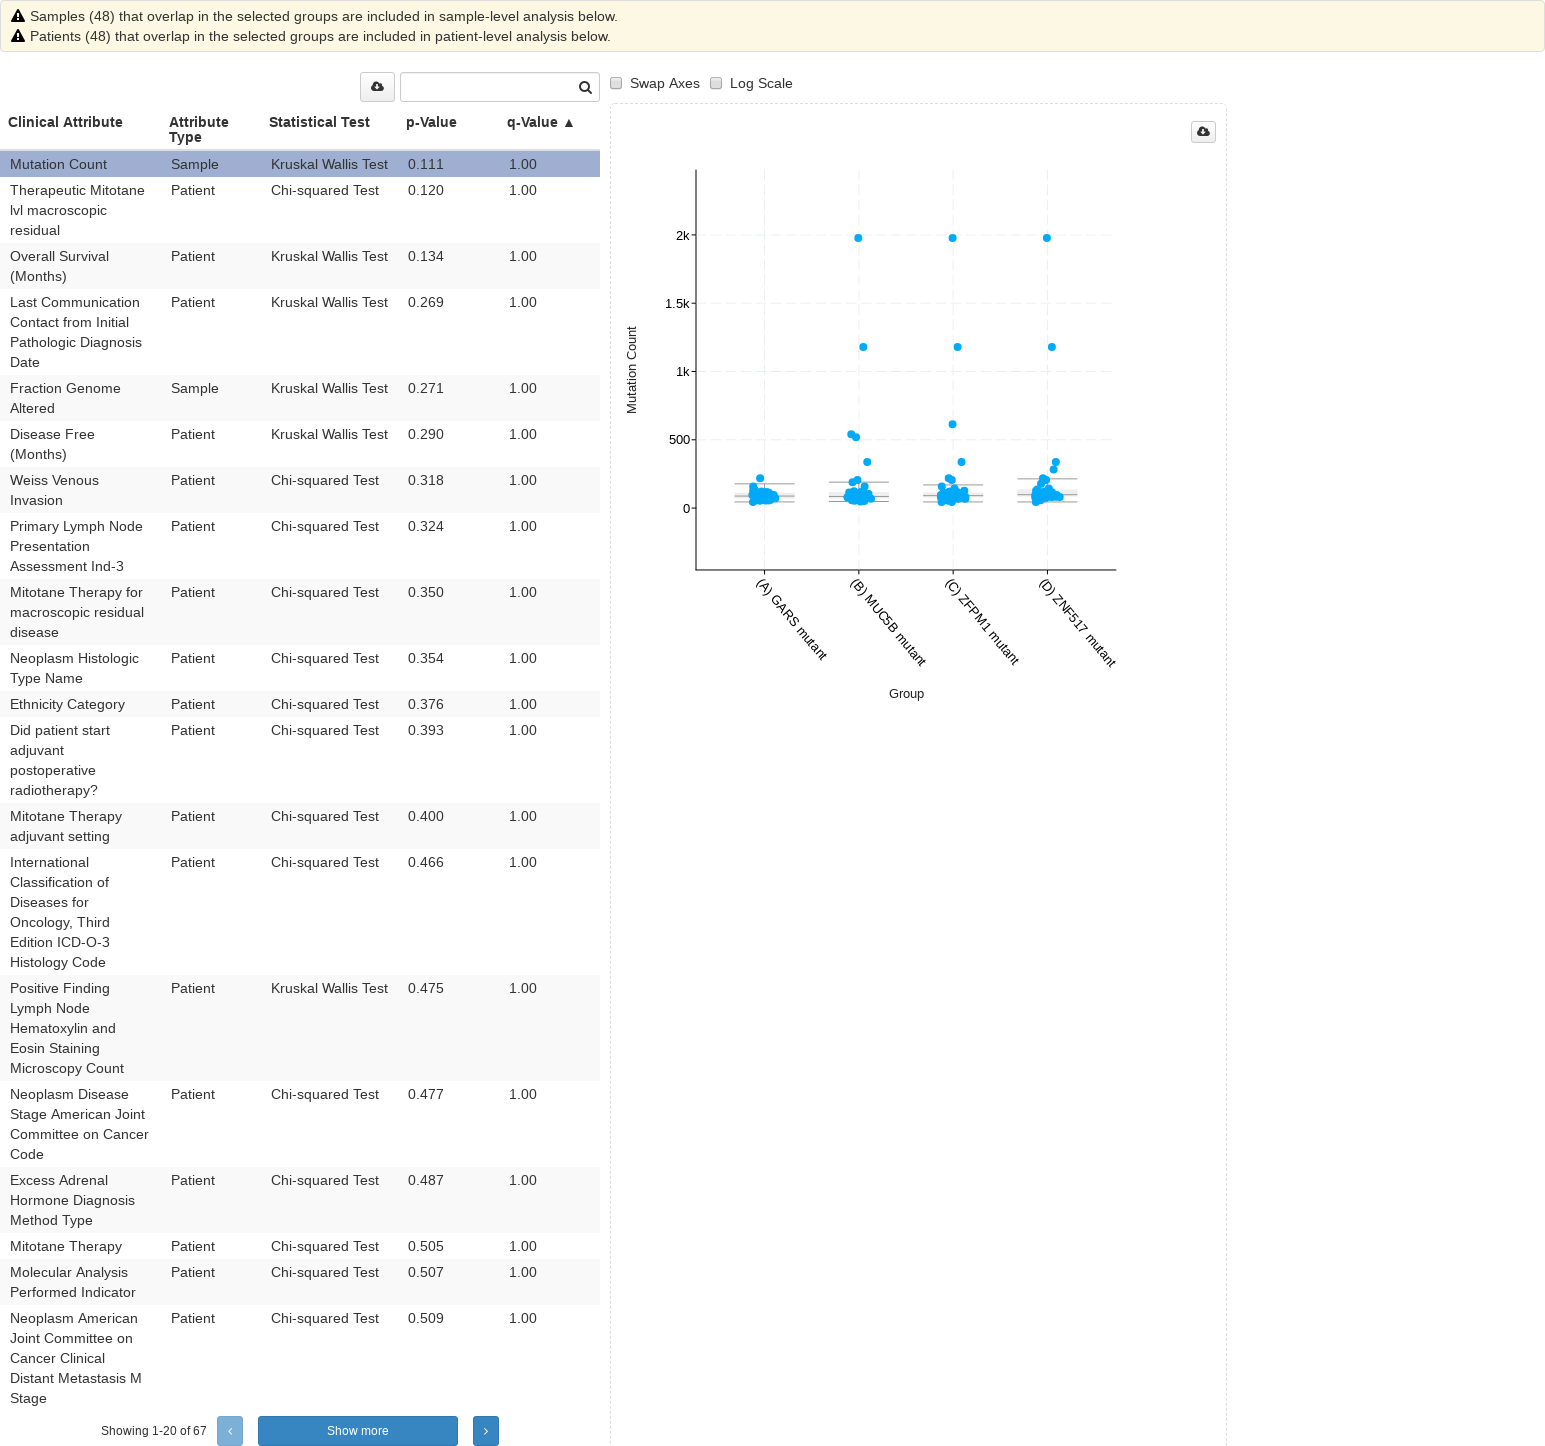 Samples (48) that overlap in the selected groups are included in sample-level analysis below.
Patients (48) that overlap in the selected groups are included in patient-level analysis below.
Clinical Attribute Attribute Type Statistical Test p-Value q-Value ▲
Mutation Count Sample Kruskal Wallis Test 0.111 1.00
Therapeutic Mitotane Patient Chi-squared Test 0.120 1.00
lvl macroscopic
residual
Overall Survival Patient Kruskal Wallis Test 0.134 1.00
(Months)
Last Communication Patient Kruskal Wallis Test 0.269 1.00
Contact from Initial
Pathologic Diagnosis
Date
Fraction Genome Sample Kruskal Wallis Test 0.271 1.00
Altered
Disease Free Patient Kruskal Wallis Test 0.290 1.00
(Months)
Weiss Venous Patient Chi-squared Test 0.318 1.00
Invasion
Primary Lymph Node Patient Chi-squared Test 0.324 1.00
Presentation
Assessment Ind-3
Mitotane Therapy for Patient Chi-squared Test 0.350 1.00
macroscopic residual
disease
Neoplasm Histologic Patient Chi-squared Test 0.354 1.00
Type Name
Ethnicity Category Patient Chi-squared Test 0.376 1.00
Did patient start Patient Chi-squared Test 0.393 1.00
adjuvant
postoperative
radiotherapy?
Mitotane Therapy Patient Chi-squared Test 0.400 1.00
adjuvant setting
International Patient Chi-squared Test 0.466 1.00
Classification of
Diseases for
Oncology, Third
Edition ICD-O-3
Histology Code
Positive Finding Patient Kruskal Wallis Test 0.475 1.00
Lymph Node
Hematoxylin and
Eosin Staining
Microscopy Count
Neoplasm Disease Patient Chi-squared Test 0.477 1.00
Stage American Joint
Committee on Cancer
Code
Excess Adrenal Patient Chi-squared Test 0.487 1.00
Hormone Diagnosis
Method Type
Mitotane Therapy Patient Chi-squared Test 0.505 1.00
Molecular Analysis Patient Chi-squared Test 0.507 1.00
Performed Indicator
Neoplasm American Patient Chi-squared Test 0.509 1.00
Joint Committee on
Cancer Clinical
Distant Metastasis M
Stage
Showing 1-20 of 67 ‹ Show more ›
Swap Axes Log Scale
Mutation Count
2k
1.5k
1k
500
0
(A) GARS mutant
(B) MUC5B mutant
(C) ZFPM1 mutant
(D) ZNF517 mutant
Group